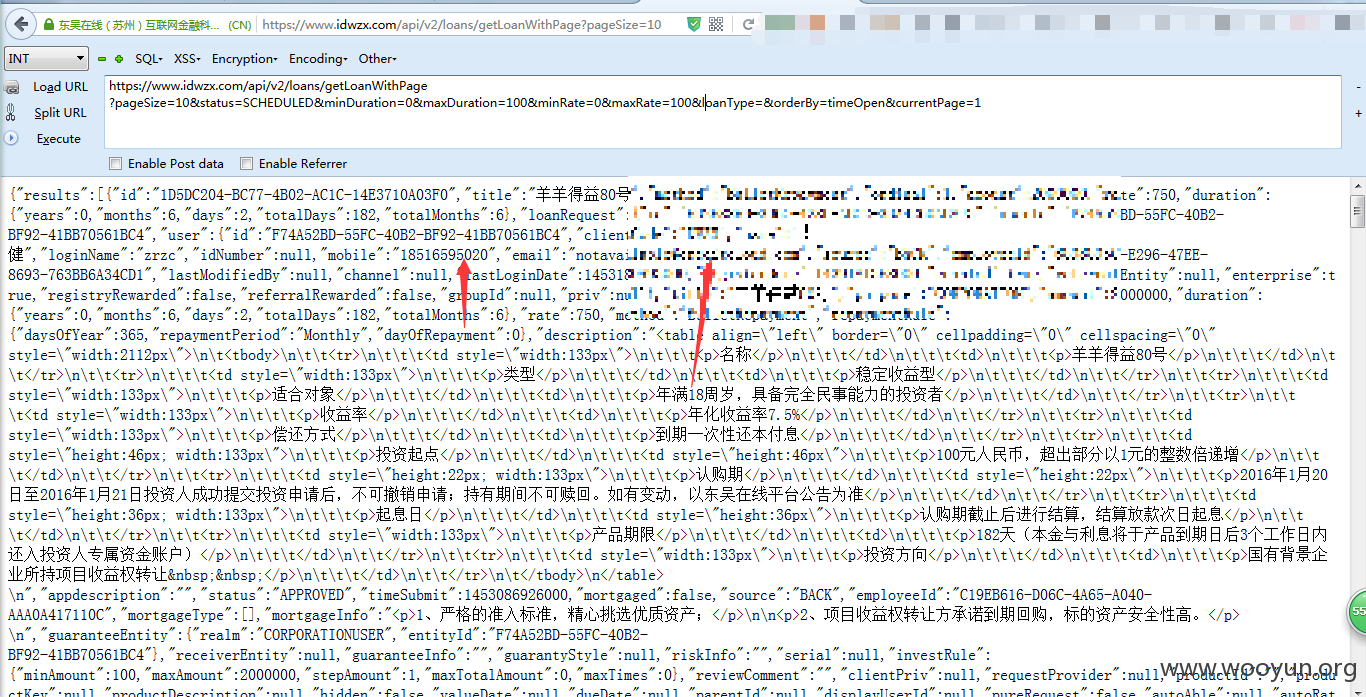 东吴在线（苏州）互联网金融科... (CN) https://www.idwzx.com/api/v2/loans/getLoanWithPage?pageSize=10
INT SQL- XSS- Encryption- Encoding- Other-
Load URL
Split URL
Execute
https://www.idwzx.com/api/v2/loans/getLoanWithPage
?pageSize=10&status=SCHEDULED&minDuration=0&maxDuration=100&minRate=0&maxRate=100&loanType=&orderBy=timeOpen&currentPage=1
Enable Post data Enable Referrer
{"results":[{"id":"1D5DC204-BC77-4B02-AC1C-14E3710A03F0","title":"羊羊得益80号 te":750,"duration":
{"years":0,"months":6,"days":2,"totalDays":182,"totalMonths":6},"loanRequest": BD-55FC-40B2-
BF92-41BB70561BC4","user":{"id":"F74A52BD-55FC-40B2-BF92-41BB70561BC4","client
健","loginName":"zrzc","idNumber":null,"mobile":"18516595020","email":"notavai -E296-47EE-
8693-763BB6A34CD1","lastModifiedBy":null,"channel":null,"lastLoginDate":145318 Entity":null,"enterprise":t
rue,"registryRewarded":false,"referralRewarded":false,"groupId":null,"priv":nu 000000,"duration":
{"years":0,"months":6,"days":2,"totalDays":182,"totalMonths":6},"rate":750,"me
{"daysOfYear":365,"repaymentPeriod":"Monthly","dayOfRepayment":0},"description":"<table align=\"left\" border=\"0\" cellpadding=\"0\" cellspacing=\"0\"
style=\"width:2112px\">\n\t<tbody>\n\t\t<tr>\n\t\t\t<td style=\"width:133px\">\n\t\t\t<p>名称</p>\n\t\t\t</td>\n\t\t\t<td>\n\t\t\t<p>羊羊得益80号</p>\n\t\t\t</td>\n\t
\t</tr>\n\t\t<tr>\n\t\t\t<td style=\"width:133px\">\n\t\t\t<p>类型</p>\n\t\t\t</td>\n\t\t\t<td>\n\t\t\t<p>稳定收益型</p>\n\t\t\t</td>\n\t\t</tr>\n\t\t<tr>\n\t\t\t<td
style=\"width:133px\">\n\t\t\t<p>适合对象</p>\n\t\t\t</td>\n\t\t\t<td>\n\t\t\t<p>年满18周岁，具备完全民事能力的投资者</p>\n\t\t\t</td>\n\t\t</tr>\n\t\t<tr>\n\t\t
\t<td style=\"width:133px\">\n\t\t\t<p>收益率</p>\n\t\t\t</td>\n\t\t\t<td>\n\t\t\t<p>年化收益率7.5%</p>\n\t\t\t</td>\n\t\t</tr>\n\t\t<tr>\n\t\t\t<td
style=\"width:133px\">\n\t\t\t<p>偿还方式</p>\n\t\t\t</td>\n\t\t\t<td>\n\t\t\t<p>到期一次性还本付息</p>\n\t\t\t</td>\n\t\t</tr>\n\t\t<tr>\n\t\t\t<td
style=\"height:46px; width:133px\">\n\t\t\t<p>投资起点</p>\n\t\t\t</td>\n\t\t\t<td style=\"height:46px\">\n\t\t\t<p>100元人民币，超出部分以1元的整数倍递增</p>\n\t\t
\t</td>\n\t\t</tr>\n\t\t<tr>\n\t\t\t<td style=\"height:22px; width:133px\">\n\t\t\t<p>认购期</p>\n\t\t\t</td>\n\t\t\t<td style=\"height:22px\">\n\t\t\t<p>2016年1月20
日至2016年1月21日投资人成功提交投资申请后，不可撤销申请；持有期间不可赎回。如有变动，以东吴在线平台公告为准</p>\n\t\t\t</td>\n\t\t</tr>\n\t\t<tr>\n\t\t\t<td
style=\"height:36px; width:133px\">\n\t\t\t<p>起息日</p>\n\t\t\t</td>\n\t\t\t<td style=\"height:36px\">\n\t\t\t<p>认购期截止后进行结算，结算放款次日起息</p>\n\t\t
\t</td>\n\t\t</tr>\n\t\t<tr>\n\t\t\t<td style=\"width:133px\">\n\t\t\t<p>产品期限</p>\n\t\t\t</td>\n\t\t\t<td>\n\t\t\t<p>182天（本金与利息将于产品到期日后3个工作日内
还入投资人专属资金账户）</p>\n\t\t\t</td>\n\t\t</tr>\n\t\t<tr>\n\t\t\t<td style=\"width:133px\">\n\t\t\t<p>投资方向</p>\n\t\t\t</td>\n\t\t\t<td>\n\t\t\t<p>国有背景企
业所持项目收益权转让&nbsp;&nbsp;</p>\n\t\t\t</td>\n\t\t</tr>\n\t</tbody>\n</table>
\n","appdescription":"","status":"APPROVED","timeSubmit":1453086926000,"mortgaged":false,"source":"BACK","employeeId":"C19EB616-D06C-4A65-A040-
AAA0A417110C","mortgageType":[],"mortgageInfo":"<p>1、严格的准入标准，精心挑选优质资产；</p>\n\n<p>2、项目收益权转让方承诺到期回购，标的资产安全性高。</p>
\n","guaranteeEntity":{"realm":"CORPORATIONUSER","entityId":"F74A52BD-55FC-40B2-
BF92-41BB70561BC4"},"receiverEntity":null,"guaranteeInfo":"","guarantyStyle":null,"riskInfo":"","serial":null,"investRule":
{"minAmount":100,"maxAmount":2000000,"stepAmount":1,"maxTotalAmount":0,"maxTimes":0},"reviewComment":"","clientPriv":null,"requestProvider":null,"productId":null,"produ
ctKey":null,"productDescription":null,"hidden":false,"valueDate":null,"dueDate":null,"parentId":null,"displayUserId":null,"pureRequest":false,"autoAble":null,"autoRat
www.wooyun.org
55